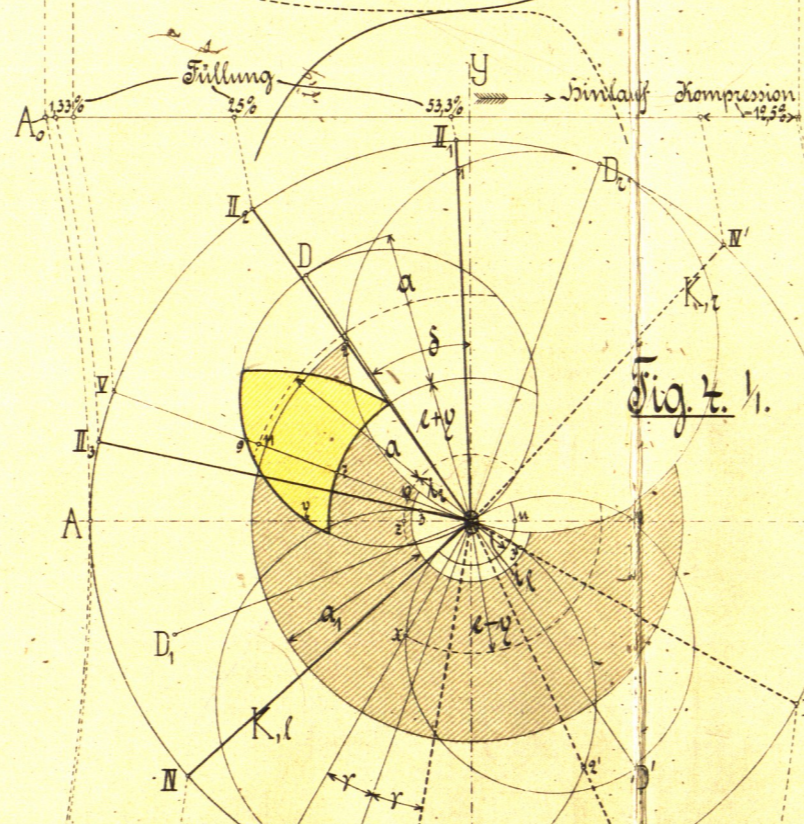 Füllung
Y
1,33%
25%
53,3%
Hinlauf
Kompression
12,5%
A₀
II₁
II₂
D
D₂
IV'
a
K,r
δ
V
e+y
Fig. 4. 1/1.
II₃
a
A
a₁
e+y
D₁
K,l
IV
D'
2'
γ γ